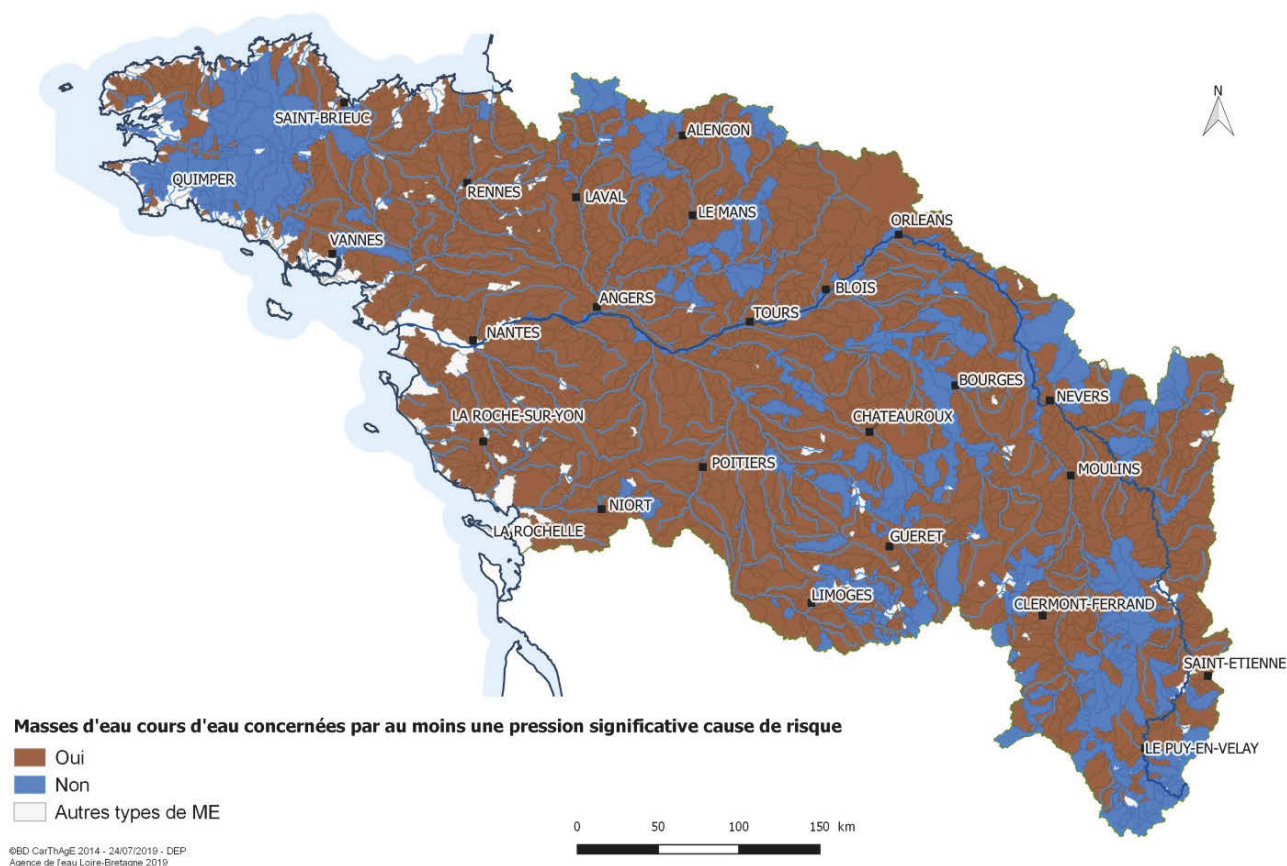 N
SAINT-BRIEUC
ALENCON
QUIMPER
RENNES
LAVAL
LE MANS
ORLEANS
VANNES
BLOIS
ANGERS
TOURS
NANTES
BOURGES
NEVERS
LA ROCHE-SUR-YON
CHATEAUROUX
POITIERS
MOULINS
NIORT
LA ROCHELLE
GUERET
LIMOGES
CLERMONT-FERRAND
SAINT-ETIENNE
LE PUY-EN-VELAY
Masses d'eau cours d'eau concernées par au moins une pression significative cause de risque
Oui
Non
Autres types de ME
0 50 100 150 km
©BD CarThAgE 2014 - 24/07/2019 - DEP
Agence de l'eau Loire-Bretagne 2019